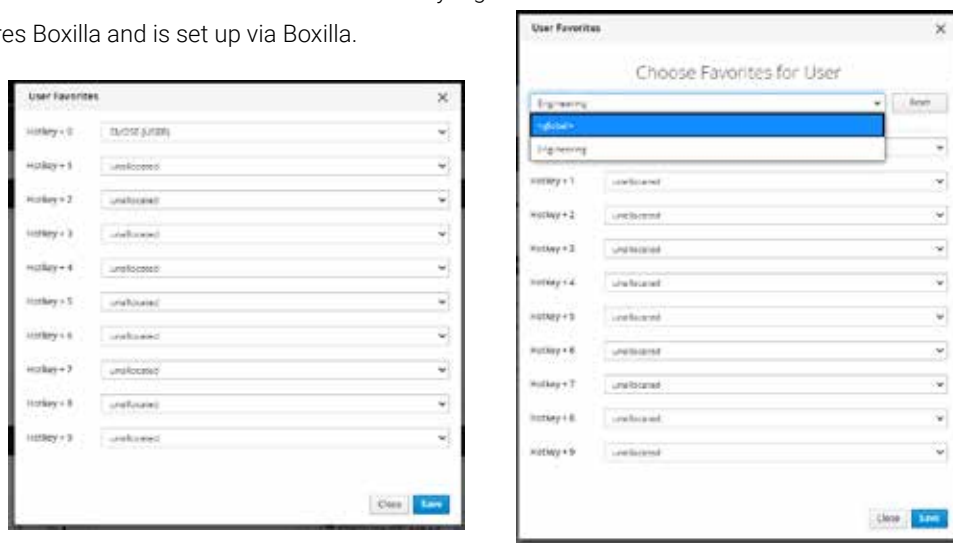 res Boxilla and is set up via Boxilla.
User Favorites
Hotkey + 0
Hotkey + 1 unallocated
Hotkey + 2 unallocated
Hotkey + 3 unallocated
Hotkey + 4 unallocated
Hotkey + 5 unallocated
Hotkey + 6 unallocated
Hotkey + 7 unallocated
Hotkey + 8 unallocated
Hotkey + 9 unallocated
Close Save
User Favorites
Choose Favorites for User
Engineering Reset
<global>
Engineering
Hotkey + 1 unallocated
Hotkey + 2 unallocated
Hotkey + 3 unallocated
Hotkey + 4 unallocated
Hotkey + 5 unallocated
Hotkey + 6 unallocated
Hotkey + 7 unallocated
Hotkey + 8 unallocated
Hotkey + 9 unallocated
Close Save